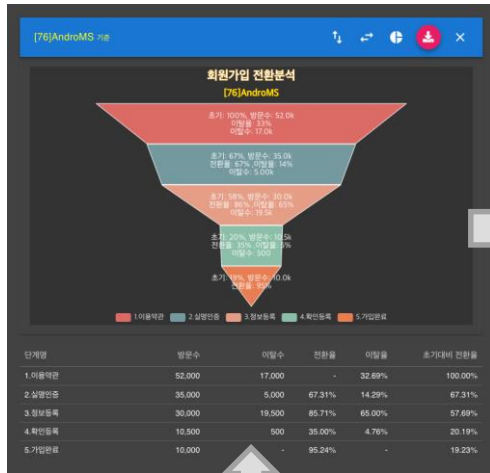 [76]AndroMS 기준
회원가입 전환분석
[76]AndroMS
초기: 100%, 방문수: 52.0k
이탈율: 33%
이탈수: 17.0k
초기: 67%, 방문수: 35.0k
전환율: 67% ,이탈율: 14%
이탈수: 5.00k
초기: 58%, 방문수: 30.0k
전환율: 86% ,이탈율: 65%
이탈수: 19.5k
초기: 20%, 방문수: 10.5k
전환율: 35% ,이탈율: 5%
이탈수: 500
초기: 19%, 방문수: 10.0k
전환율: 95%
1.이용약관 2.실명인증 3.정보등록 4.확인등록 5.가입완료
단계명 방문수 이탈수 전환율 이탈율 초기대비 전환율
1.이용약관 52,000 17,000 - 32.69% 100.00%
2.실명인증 35,000 5,000 67.31% 14.29% 67.31%
3.정보등록 30,000 19,500 85.71% 65.00% 57.69%
4.확인등록 10,500 500 35.00% 4.76% 20.19%
5.가입완료 10,000 - 95.24% - 19.23%